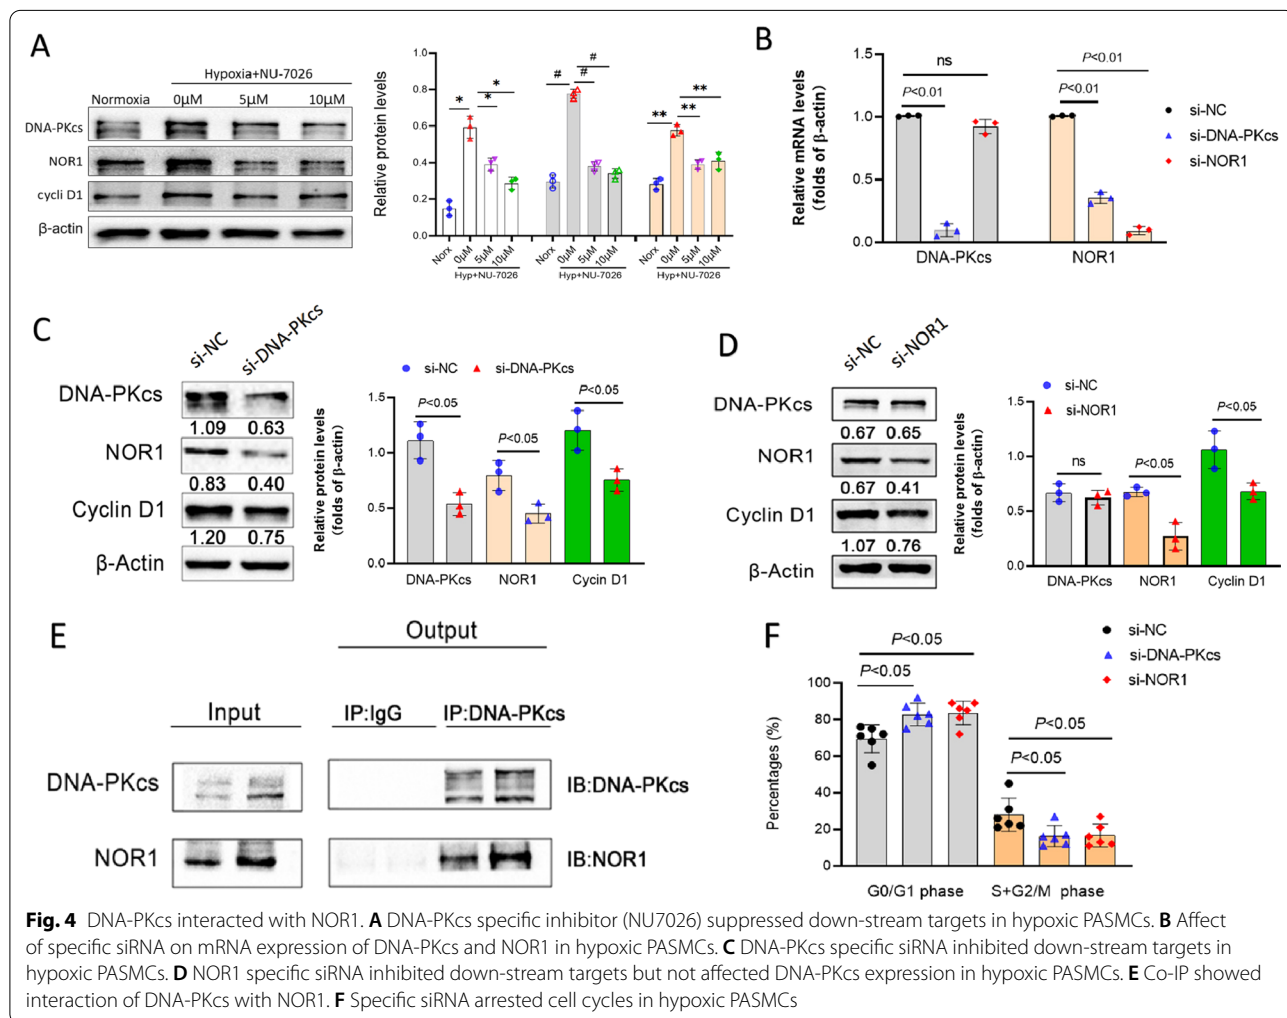 A
Hypoxia+NU-7026
Normoxia 0μM 5μM 10μM
DNA-PKcs
NOR1
cycli D1
β-actin
Relative protein levels
0.0
0.2
0.4
0.6
0.8
1.0
* * *
# # #
** ** **
Norx 0μM 5μM 10μM
Hyp+NU-7026
Norx 0μM 5μM 10μM
Hyp+NU-7026
Norx 0μM 5μM 10μM
Hyp+NU-7026
B
Relative mRNA levels
(folds of β-actin)
0.0
0.5
1.0
1.5
ns
P<0.01
P<0.01
P<0.01
DNA-PKcs NOR1
si-NC
si-DNA-PKcs
si-NOR1
C
si-NC si-DNA-PKcs
DNA-PKcs
1.09 0.63
NOR1
0.83 0.40
Cyclin D1
1.20 0.75
β-Actin
si-NC si-DNA-PKcs
Relative protein levels
(folds of β-actin)
0.0
0.5
1.0
1.5
P<0.05
P<0.05
P<0.05
DNA-PKcs NOR1 Cycin D1
D
si-NC si-NOR1
DNA-PKcs
0.67 0.65
NOR1
0.67 0.41
Cyclin D1
1.07 0.76
β-Actin
si-NC
si-NOR1
Relative protein levels
(folds of β-actin)
0.0
0.5
1.0
1.5
ns
P<0.05
P<0.05
DNA-PKcs NOR1 Cyclin D1
E
Output
Input IP:IgG IP:DNA-PKcs
DNA-PKcs IB:DNA-PKcs
NOR1 IB:NOR1
F
si-NC
si-DNA-PKcs
si-NOR1
Percentages (%)
0
20
40
60
80
100
P<0.05
P<0.05
P<0.05
P<0.05
G0/G1 phase S+G2/M phase
Fig. 4 DNA-PKcs interacted with NOR1. A DNA-PKcs specific inhibitor (NU7026) suppressed down-stream targets in hypoxic PASMCs. B Affect
of specific siRNA on mRNA expression of DNA-PKcs and NOR1 in hypoxic PASMCs. C DNA-PKcs specific siRNA inhibited down-stream targets in
hypoxic PASMCs. D NOR1 specific siRNA inhibited down-stream targets but not affected DNA-PKcs expression in hypoxic PASMCs. E Co-IP showed
interaction of DNA-PKcs with NOR1. F Specific siRNA arrested cell cycles in hypoxic PASMCs